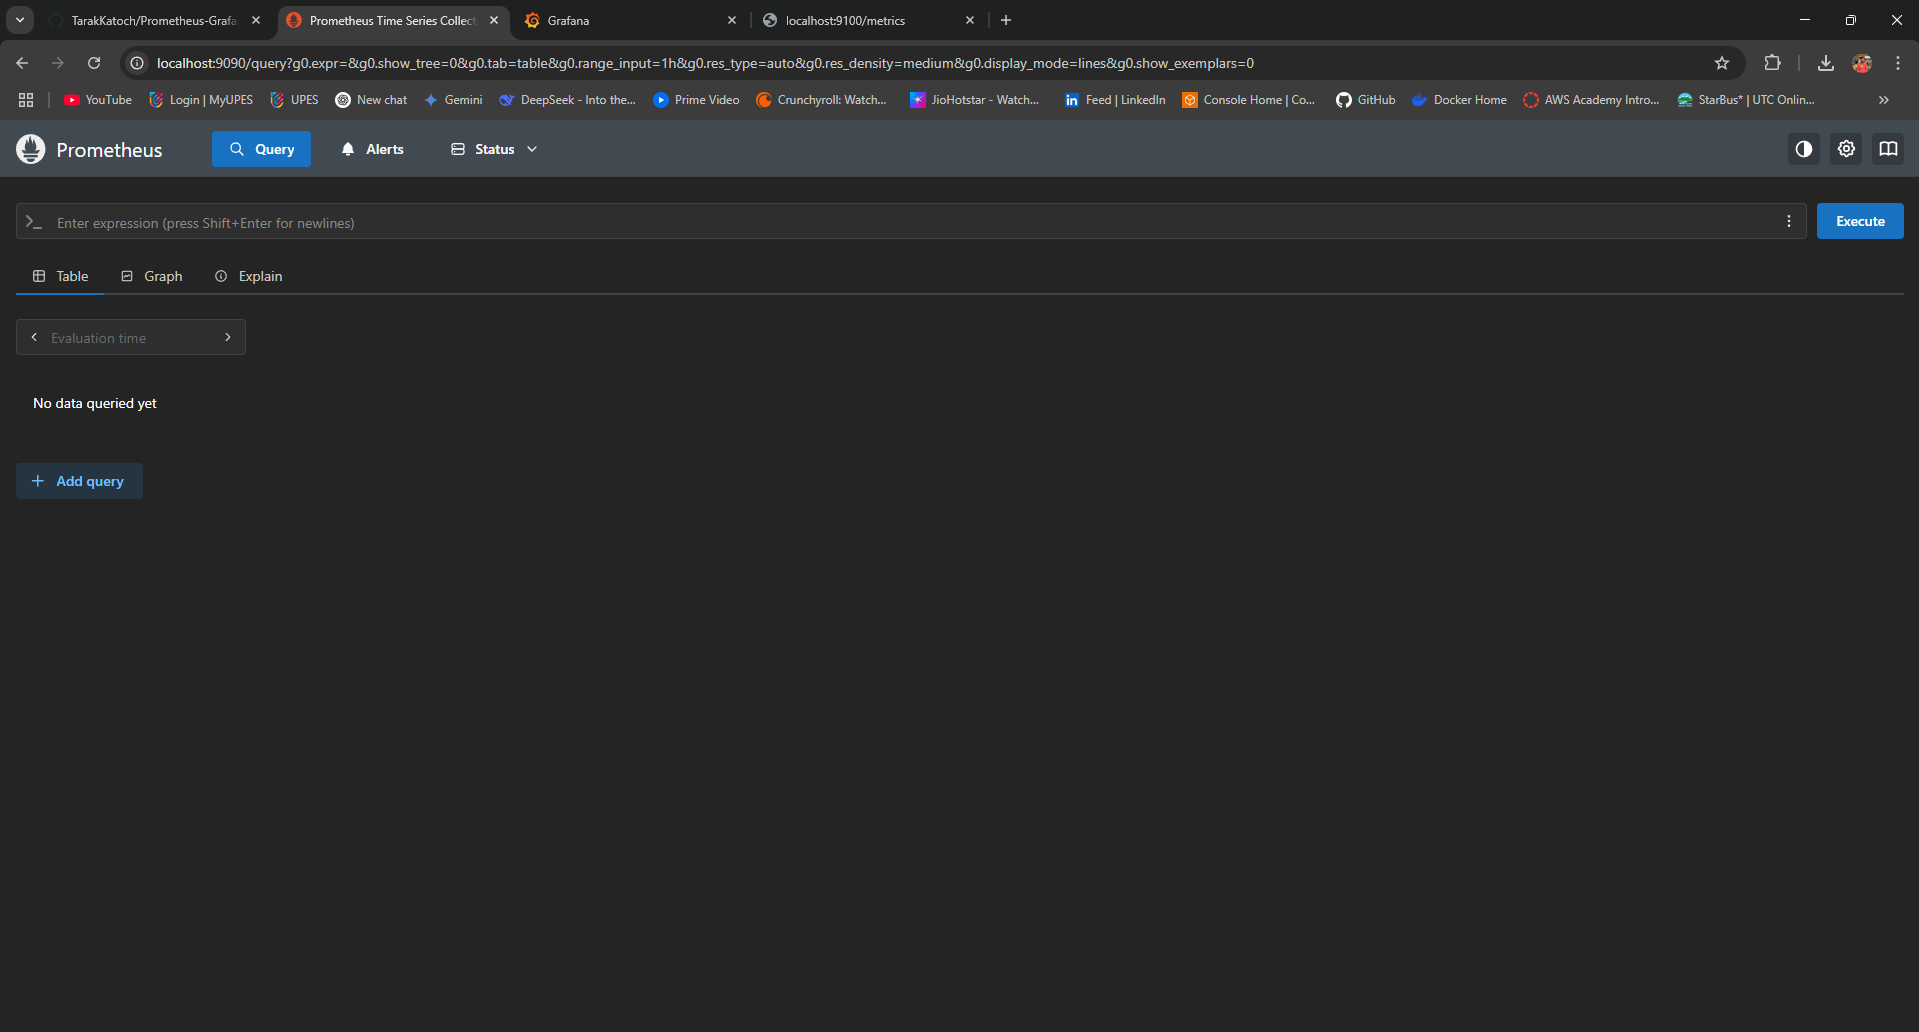 TarakKatoch/Prometheus-Grafa
Prometheus Time Series Collect
Grafana
localhost:9100/metrics
localhost:9090/query?g0.expr=&g0.show_tree=0&g0.tab=table&g0.range_input=1h&g0.res_type=auto&g0.res_density=medium&g0.display_mode=lines&g0.show_exemplars=0
YouTube
Login | MyUPES
UPES
New chat
Gemini
DeepSeek - Into the...
Prime Video
Crunchyroll: Watch...
JioHotstar - Watch...
Feed | LinkedIn
Console Home | Co...
GitHub
Docker Home
AWS Academy Intro...
StarBus* | UTC Onlin...
Prometheus
Query
Alerts
Status
Enter expression (press Shift+Enter for newlines)
Execute
Table
Graph
Explain
Evaluation time
No data queried yet
Add query